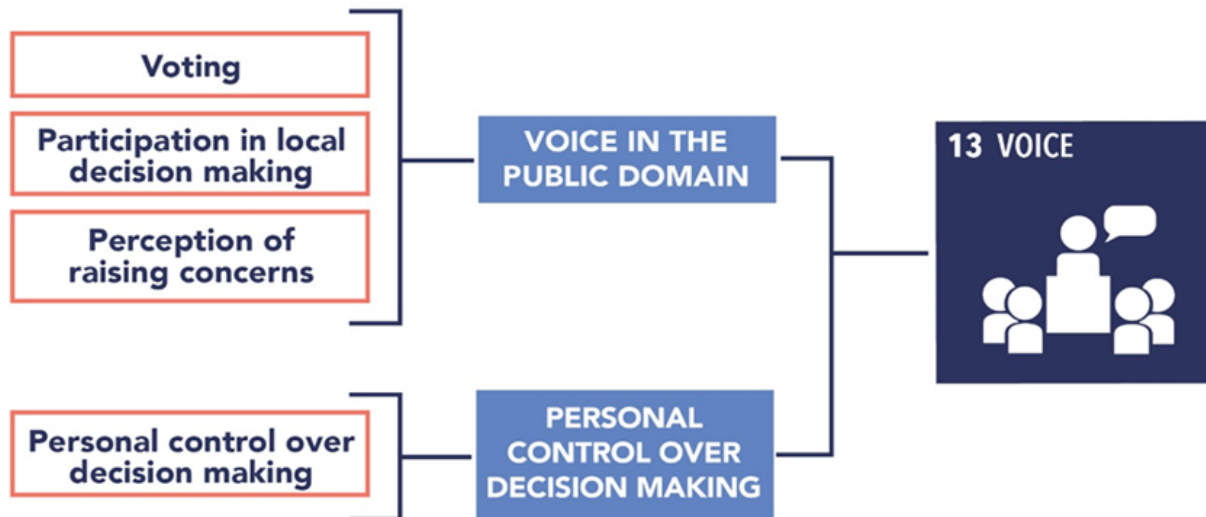 Voting
Participation in local
decision making
Perception of
raising concerns
Personal control over
decision making
VOICE IN THE
PUBLIC DOMAIN
PERSONAL
CONTROL OVER
DECISION MAKING
13 VOICE